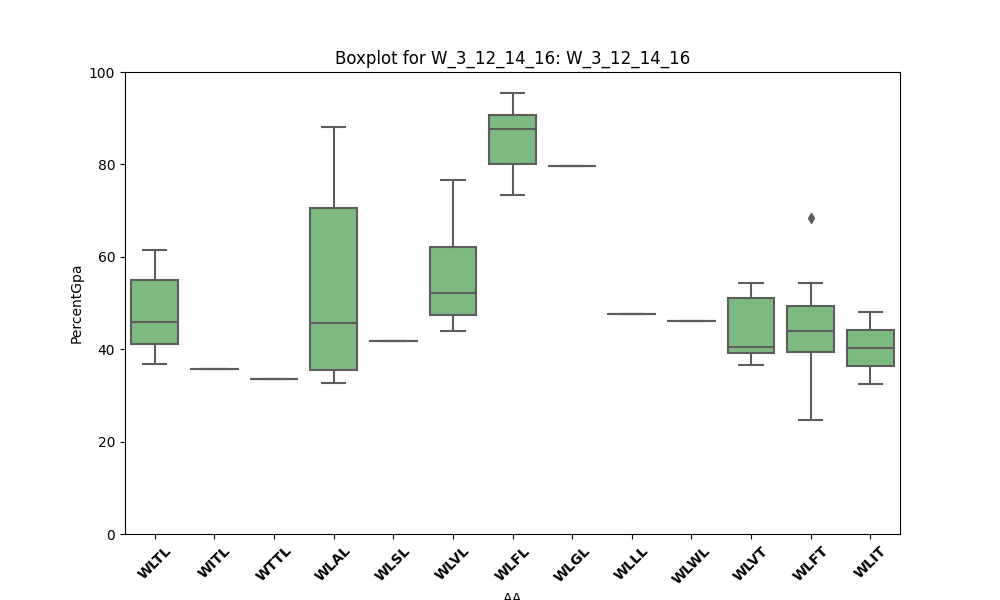 Boxplot for W_3_12_14_16: W_3_12_14_16
100
80
60
40
20
0
PercentGpa
WLTL WITL WTTL WLAL WLSL WLVL WLFL WLGL WLLL WLWL WLVT WLFT WLIT
AA